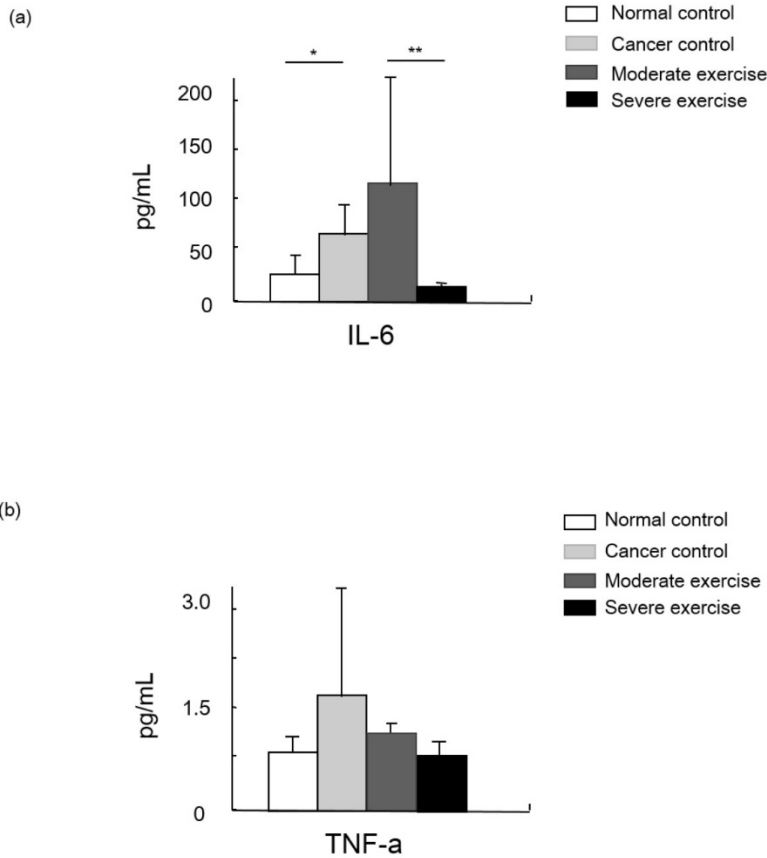 (a)
Normal control
Cancer control
Moderate exercise
Severe exercise
* **
200
150
100
50
0
pg/mL
IL-6
(b)
Normal control
Cancer control
Moderate exercise
Severe exercise
3.0
1.5
0
pg/mL
TNF-a